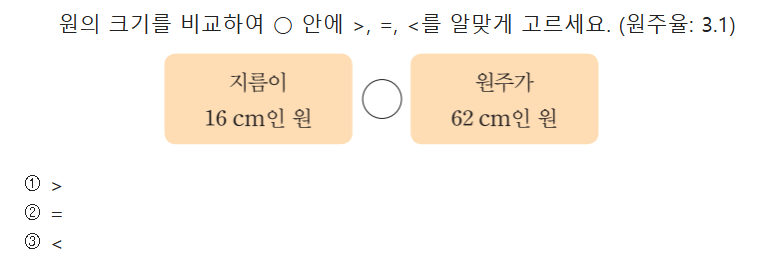 원의 크기를 비교하여 ○ 안에 >, =, <를 알맞게 고르세요. (원주율: 3.1)
지름이
16 cm인 원
원주가
62 cm인 원
① >
② =
③ <